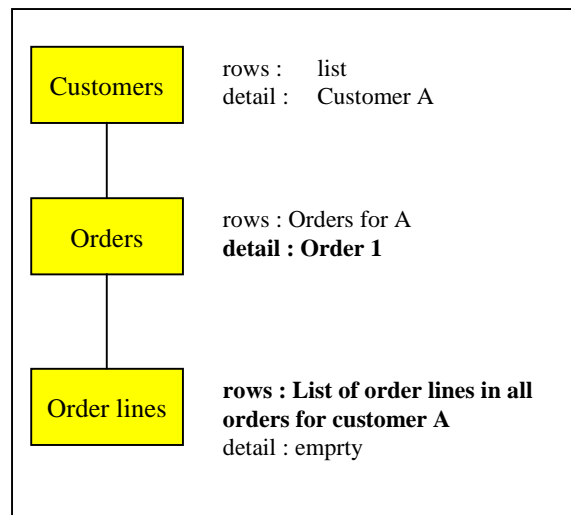 Customers
rows : list
detail : Customer A
Orders
rows : Orders for A
detail : Order 1
Order lines
rows : List of order lines in all
orders for customer A
detail : emprty